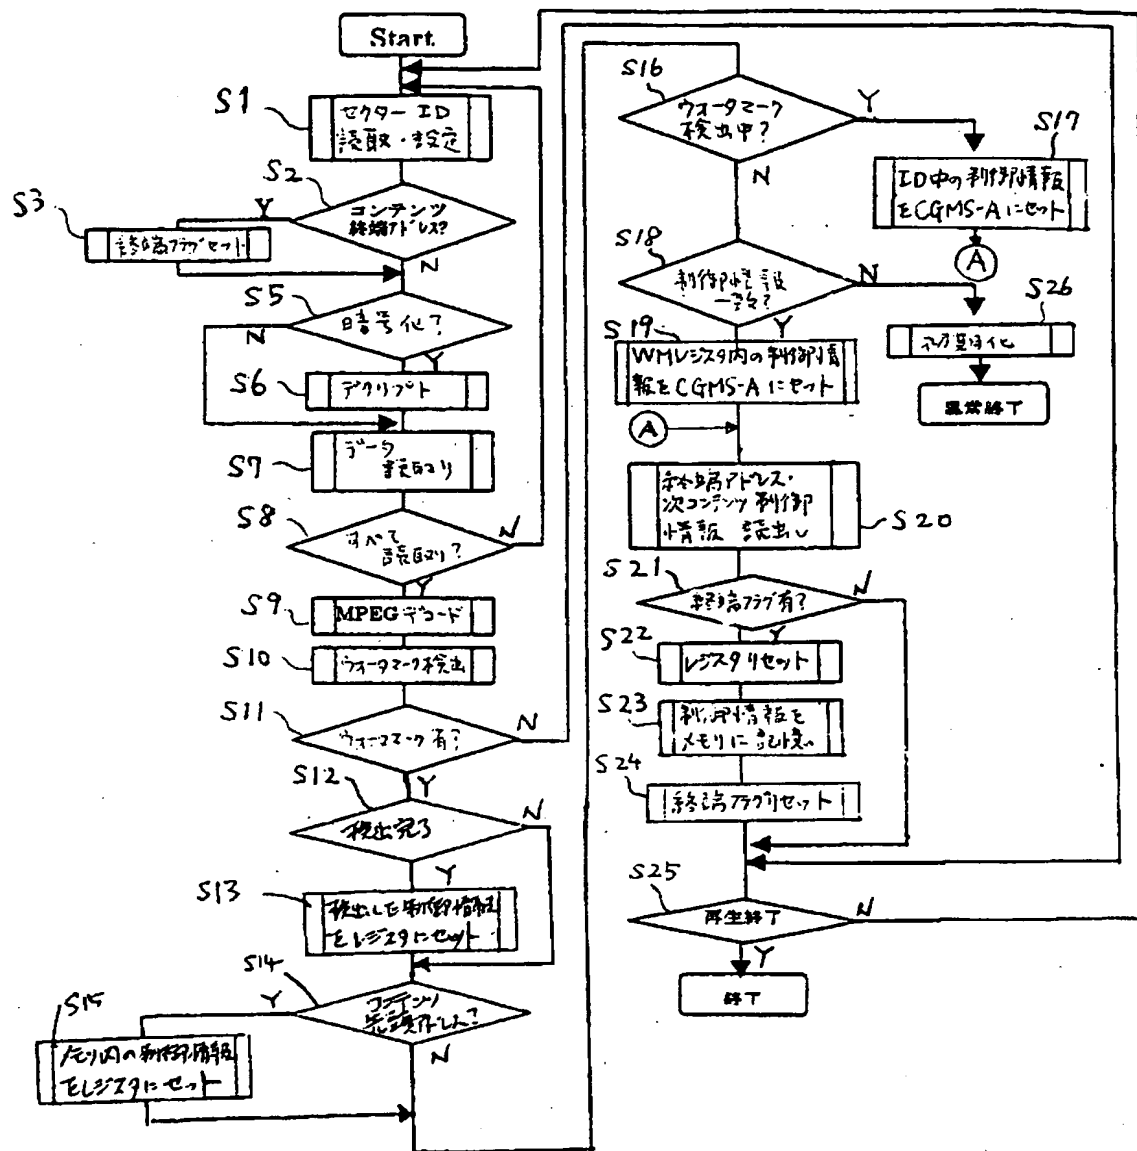 Start.
S1
セクターID
読取・設定
S2
コンテンツ
終端アドレス?
Y
N
S3
終端フラグセット
S5
暗号化?
N
Y
S6
デクリプト
S7
データ
読取り
S8
すべて
読取り?
N
Y
S9
MPEGデコード
S10
ウォータマーク検出
S11
ウォータマーク有?
N
Y
S12
検出完了
N
Y
S13
検出した制御情報
をレジスタにセット
S14
コンテンツ
先頭アドレス?
Y
N
S15
メモリ内の制御情報
をレジスタにセット
S16
ウォータマーク
検出中?
Y
N
S17
ID中の制御情報
をCGMS-Aにセット
A
S18
制御情報
一致?
N
Y
S26
異常終了
S19
WMレジスタ内の制御情
報をCGMS-Aにセット
A
S20
終端アドレス・
次コンテンツ制御
情報 読出し
S21
終端フラグ有?
N
Y
S22
レジスタリセット
S23
制御情報を
メモリに記憶
S24
終端フラグリセット
S25
再生終了
N
Y
終了